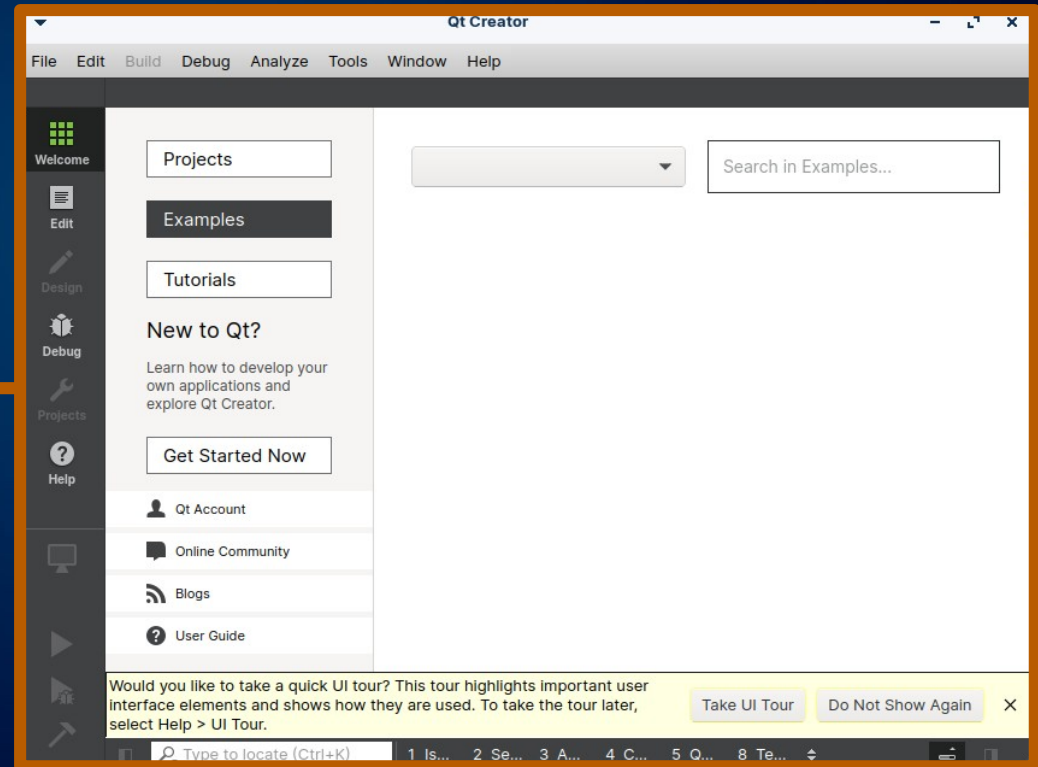 Qt Creator
File Edit Build Debug Analyze Tools Window Help
Welcome
Edit
Design
Debug
Projects
Help
Projects
Examples
Tutorials
New to Qt?
Learn how to develop your
own applications and
explore Qt Creator.
Get Started Now
Qt Account
Online Community
Blogs
User Guide
Search in Examples...
Would you like to take a quick UI tour? This tour highlights important user
interface elements and shows how they are used. To take the tour later,
select Help > UI Tour.
Take UI Tour Do Not Show Again
Type to locate (Ctrl+K) 1 Is... 2 Se... 3 A... 4 C... 5 Q... 8 Te...